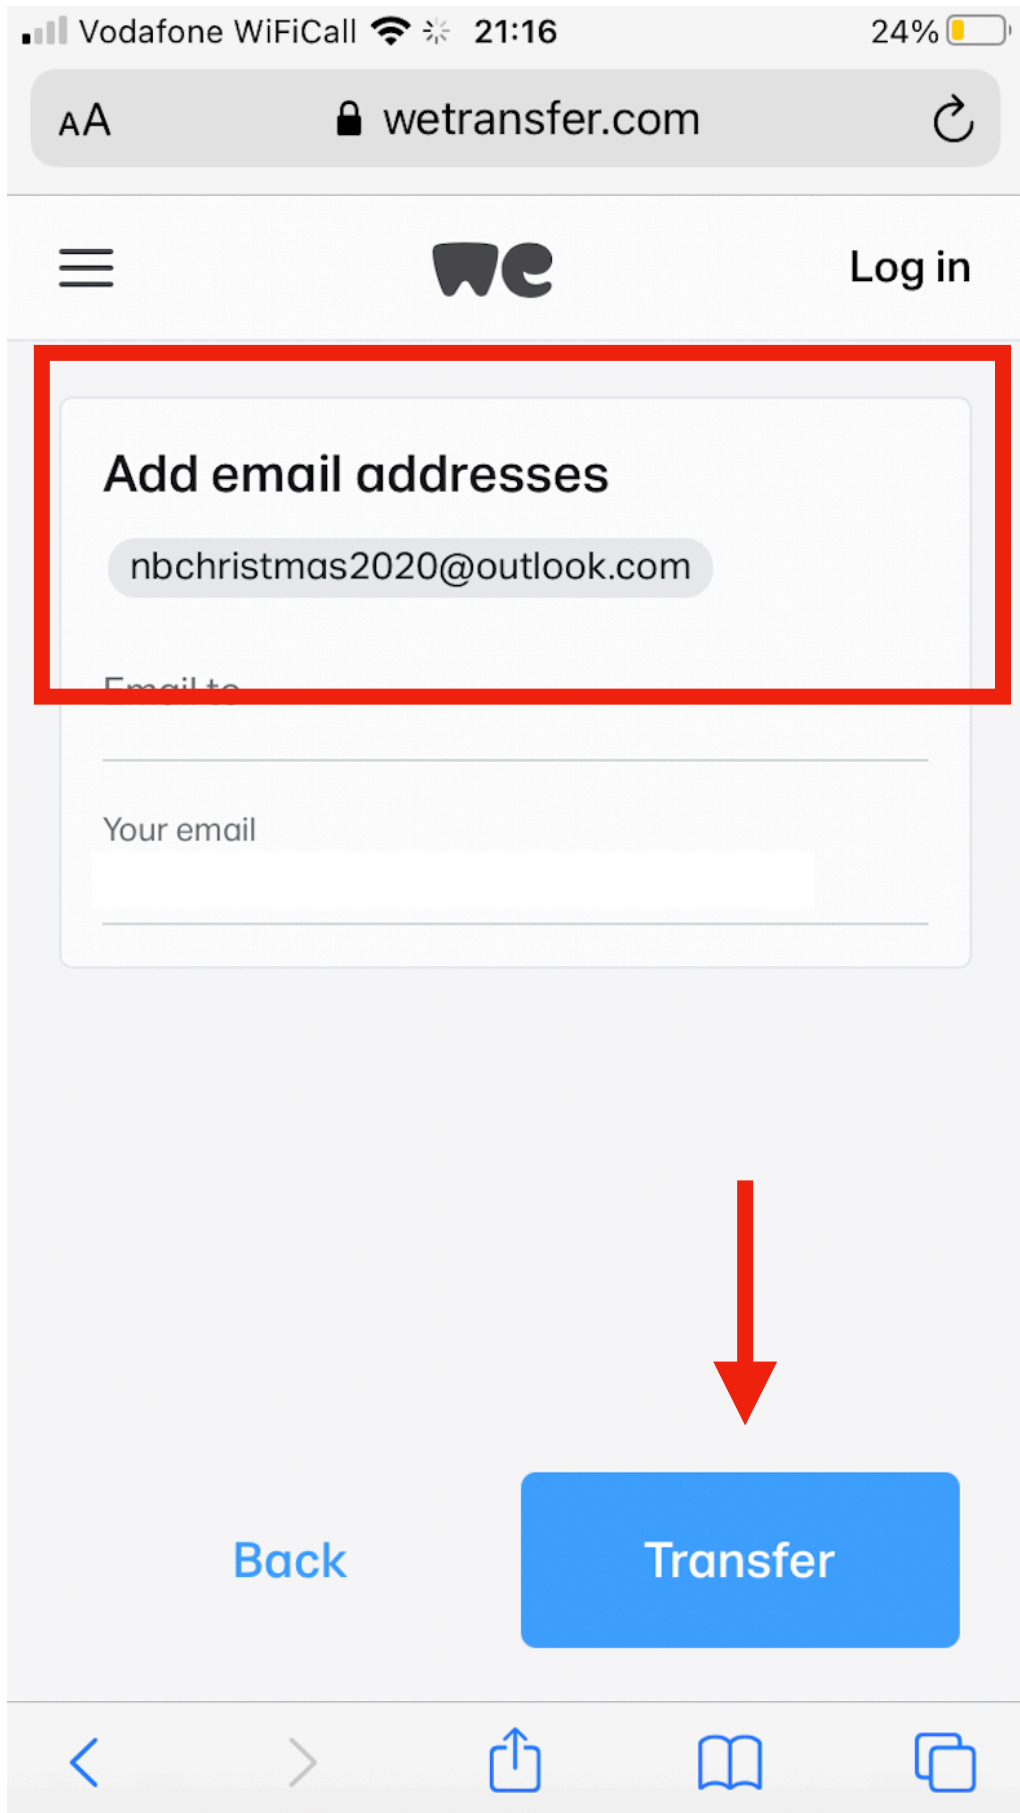 Vodafone WiFiCall 21:16 24%
AA wetransfer.com
we Log in
Add email addresses
nbchristmas2020@outlook.com
Email to
Your email
Back Transfer